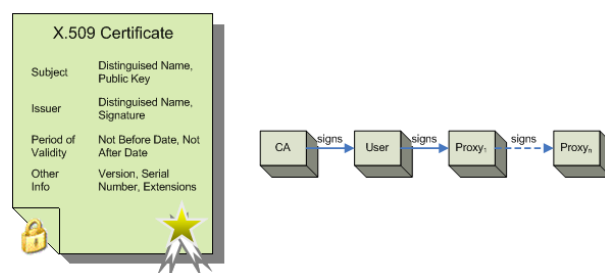 X.509 Certificate
Subject Distinguised Name,
Public Key
Issuer Distinguised Name,
Signature
Period of Not Before Date, Not
Validity After Date
Other Version, Serial
Info Number, Extensions
signs signs signs
CA User Proxy₁ Proxyₙ